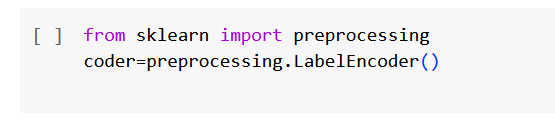 [ ] from sklearn import preprocessing
coder=preprocessing.LabelEncoder()